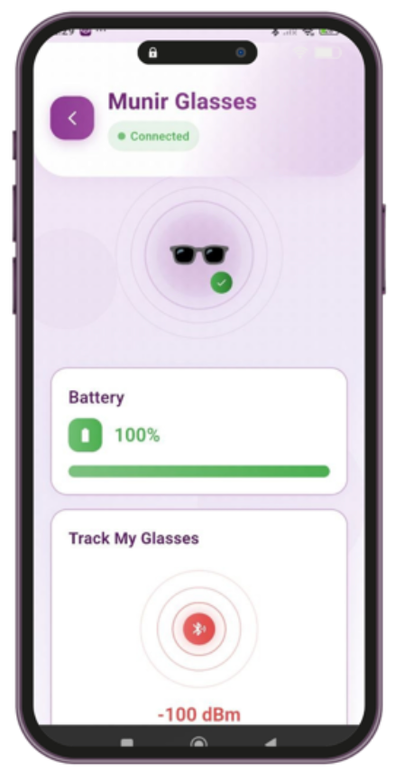 Munir Glasses
Connected
Battery
100%
Track My Glasses
-100 dBm